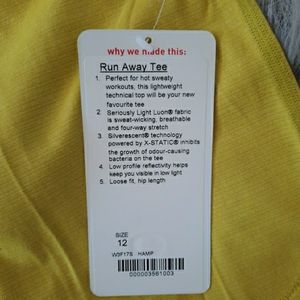 why we made this:
Run Away Tee
1. Perfect for hot sweaty
workouts, this lightweight
technical top will be your new
favourite tee
2. Seriously Light Luon® fabric
is sweat-wicking, breathable
and four-way stretch
3. Silverescent® technology
powered by X-STATIC® inhibits
the growth of odour-causing
bacteria on the tee
4. Low profile reflectivity helps
keep you visible in low light
5. Loose fit, hip length
SIZE
12
W3F17S HAMP
000003561003